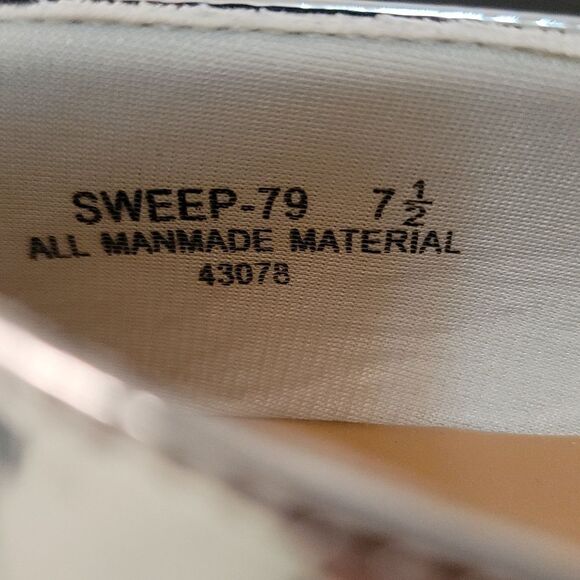 SWEEP-79 7 1/2
ALL MANMADE MATERIAL
43078